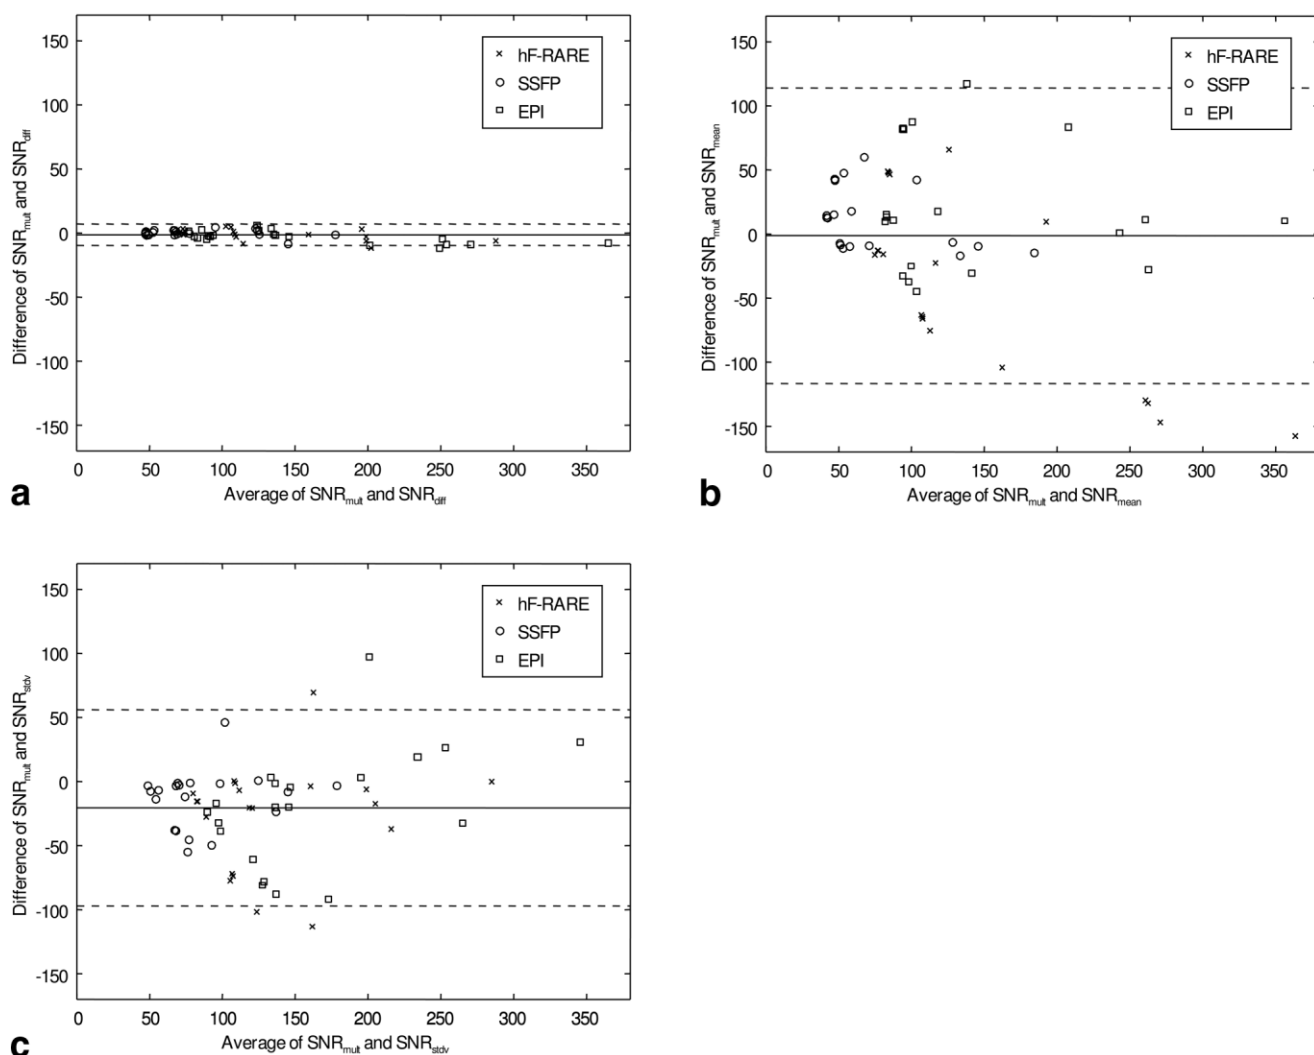 150
100
50
0
-50
-100
-150
Difference of SNRmult and SNRdiff
hF-RARE
SSFP
EPI
0 50 100 150 200 250 300 350
Average of SNRmult and SNRdiff
a
150
100
50
0
-50
-100
-150
Difference of SNRmult and SNRmean
hF-RARE
SSFP
EPI
0 50 100 150 200 250 300 350
Average of SNRmult and SNRmean
b
150
100
50
0
-50
-100
-150
Difference of SNRmult and SNRstdv
hF-RARE
SSFP
EPI
0 50 100 150 200 250 300 350
Average of SNRmult and SNRstdv
c